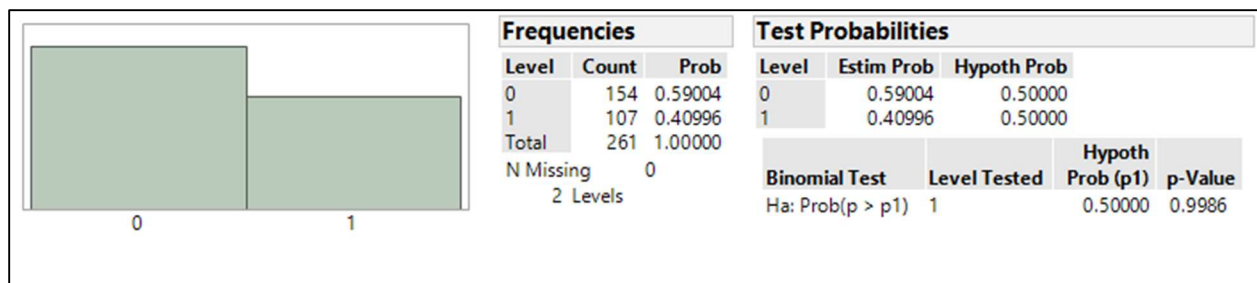 0 1
Frequencies
Level Count Prob
0 154 0.59004
1 107 0.40996
Total 261 1.00000
N Missing 0
2 Levels
Test Probabilities
Level Estim Prob Hypoth Prob
0 0.59004 0.50000
1 0.40996 0.50000
Hypoth
Binomial Test Level Tested Prob (p1) p-Value
Ha: Prob(p > p1) 1 0.50000 0.9986